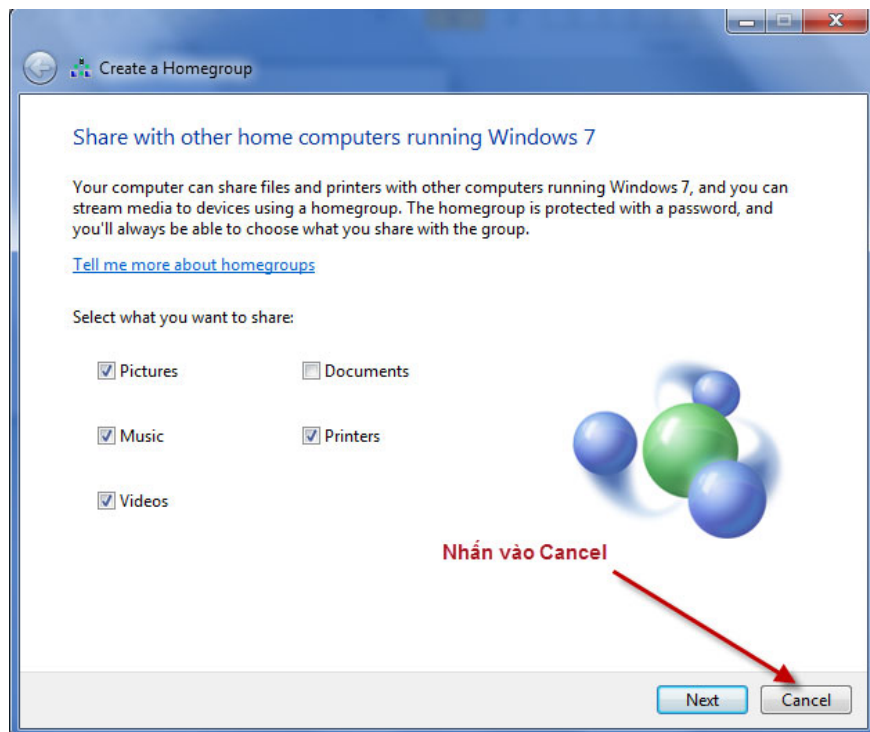 Create a Homegroup
Share with other home computers running Windows 7
Your computer can share files and printers with other computers running Windows 7, and you can
stream media to devices using a homegroup. The homegroup is protected with a password, and
you'll always be able to choose what you share with the group.
Tell me more about homegroups
Select what you want to share:
Pictures
Documents
Music
Printers
Videos
Nhấn vào Cancel
Next
Cancel